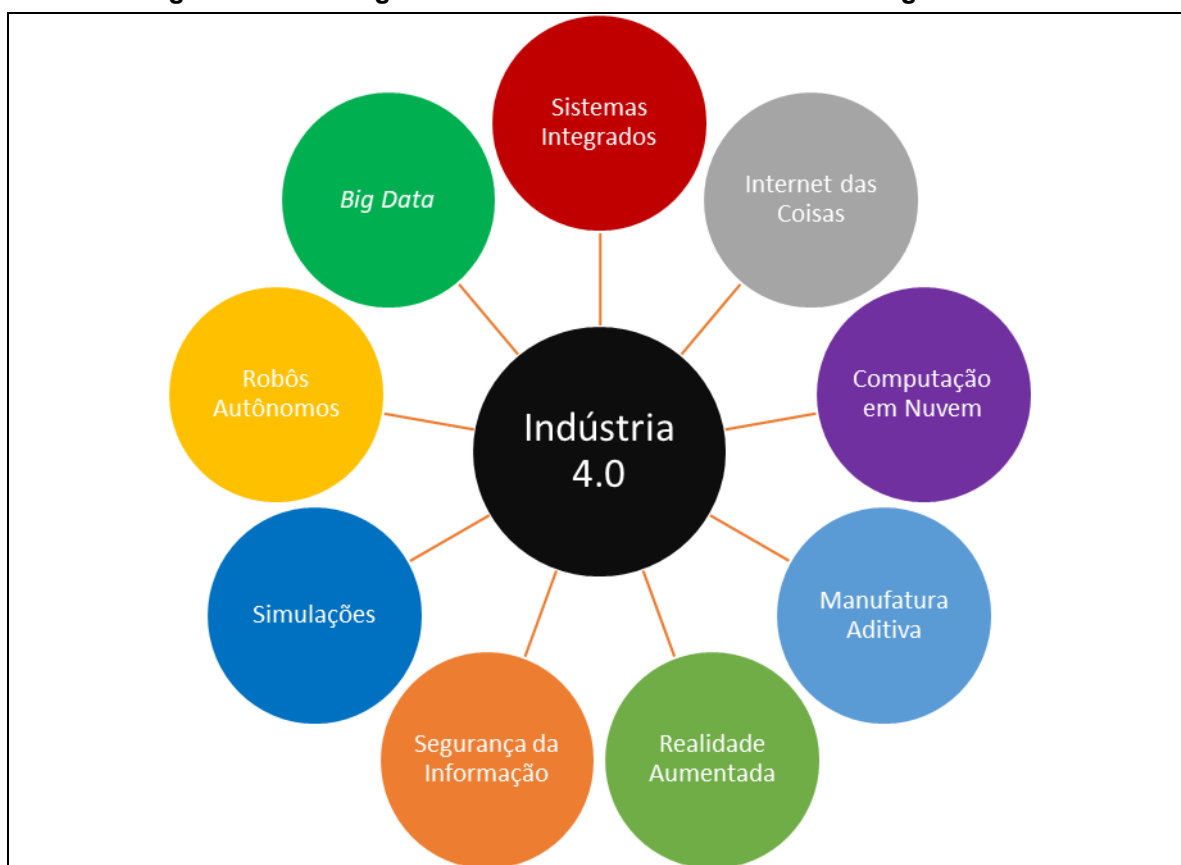 Sistemas
Integrados
Internet das
Coisas
Big Data
Computação
em Nuvem
Robôs
Autônomos
Indústria
4.0
Manufatura
Aditiva
Simulações
Realidade
Aumentada
Segurança da
Informação